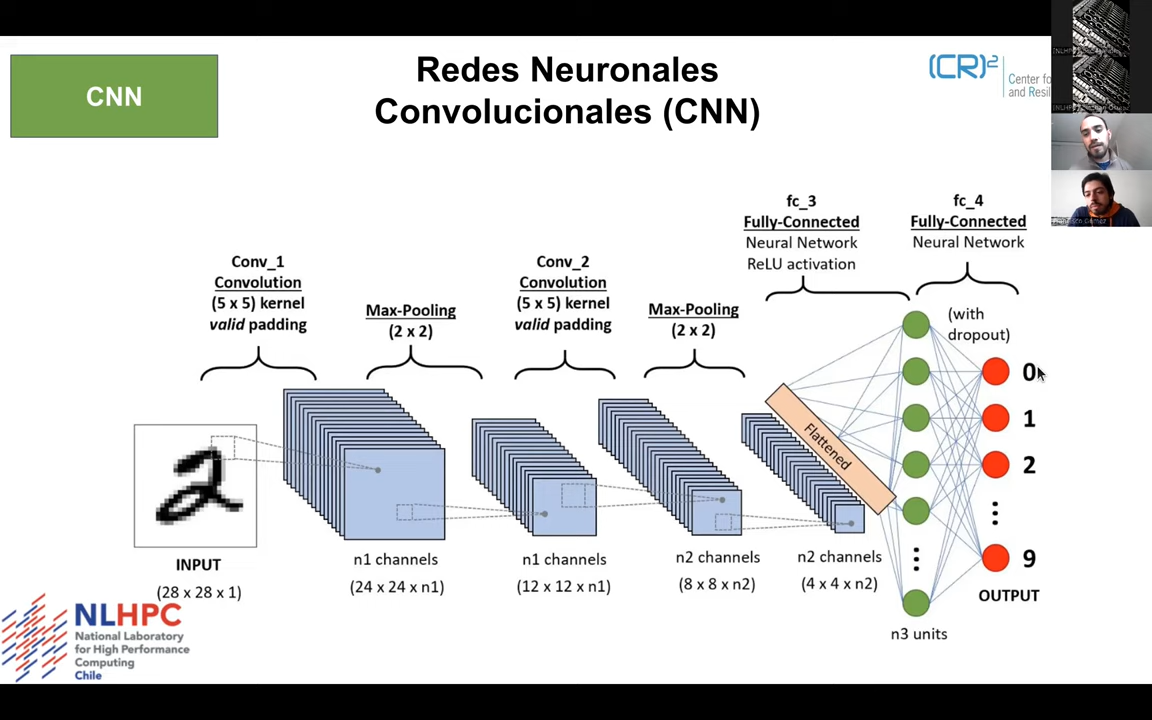 CNN
Redes Neuronales
Convolucionales (CNN)
(CR)2
Center for
and Resil
fc_3
Fully-Connected
Neural Network
ReLU activation
fc_4
Fully-Connected
Neural Network
(with
dropout)
Conv_1
Convolution
(5 x 5) kernel
valid padding
Max-Pooling
(2 x 2)
Conv_2
Convolution
(5 x 5) kernel
valid padding
Max-Pooling
(2 x 2)
Flattened
0
1
2
9
OUTPUT
INPUT
(28 x 28 x 1)
n1 channels
(24 x 24 x n1)
n1 channels
(12 x 12 x n1)
n2 channels
(8 x 8 x n2)
n2 channels
(4 x 4 x n2)
n3 units
2
NLHPC
National Laboratory
for High Performance
Computing
Chile